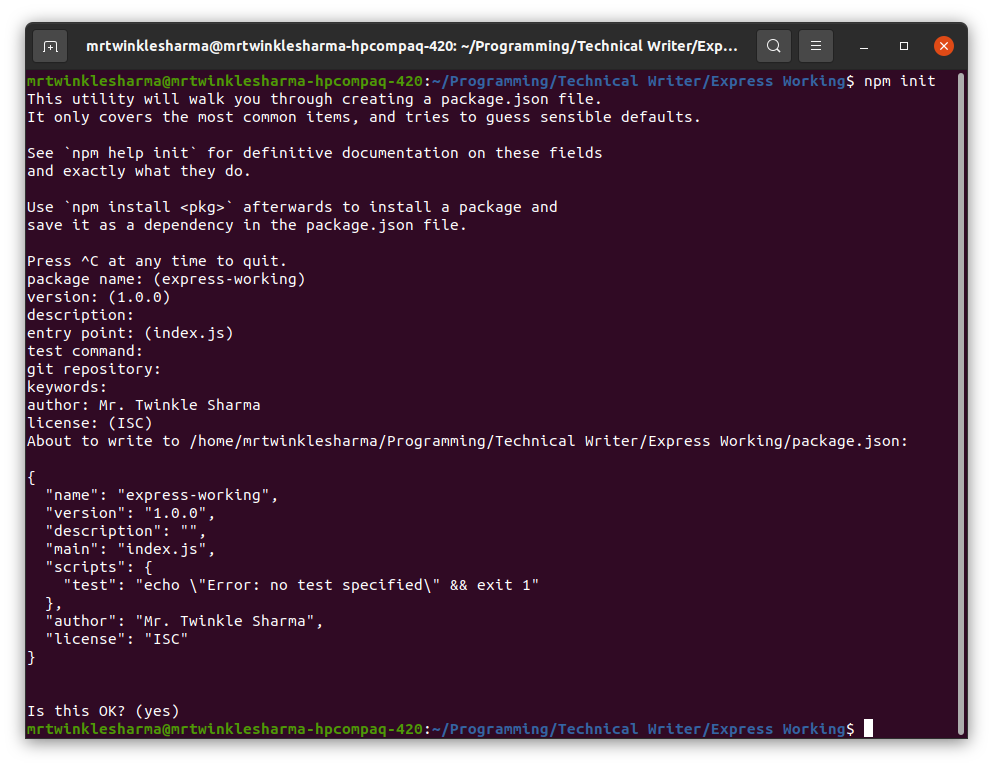 mrtwinklesharma@mrtwinklesharma-hpcompaq-420: ~/Programming/Technical Writer/Exp...
mrtwinklesharma@mrtwinklesharma-hpcompaq-420:~/Programming/Technical Writer/Express Working$ npm init
This utility will walk you through creating a package.json file.
It only covers the most common items, and tries to guess sensible defaults.

See `npm help init` for definitive documentation on these fields
and exactly what they do.

Use `npm install <pkg>` afterwards to install a package and
save it as a dependency in the package.json file.

Press ^C at any time to quit.
package name: (express-working)
version: (1.0.0)
description:
entry point: (index.js)
test command:
git repository:
keywords:
author: Mr. Twinkle Sharma
license: (ISC)
About to write to /home/mrtwinklesharma/Programming/Technical Writer/Express Working/package.json:

{
  "name": "express-working",
  "version": "1.0.0",
  "description": "",
  "main": "index.js",
  "scripts": {
    "test": "echo \"Error: no test specified\" && exit 1"
  },
  "author": "Mr. Twinkle Sharma",
  "license": "ISC"
}

Is this OK? (yes)
mrtwinklesharma@mrtwinklesharma-hpcompaq-420:~/Programming/Technical Writer/Express Working$